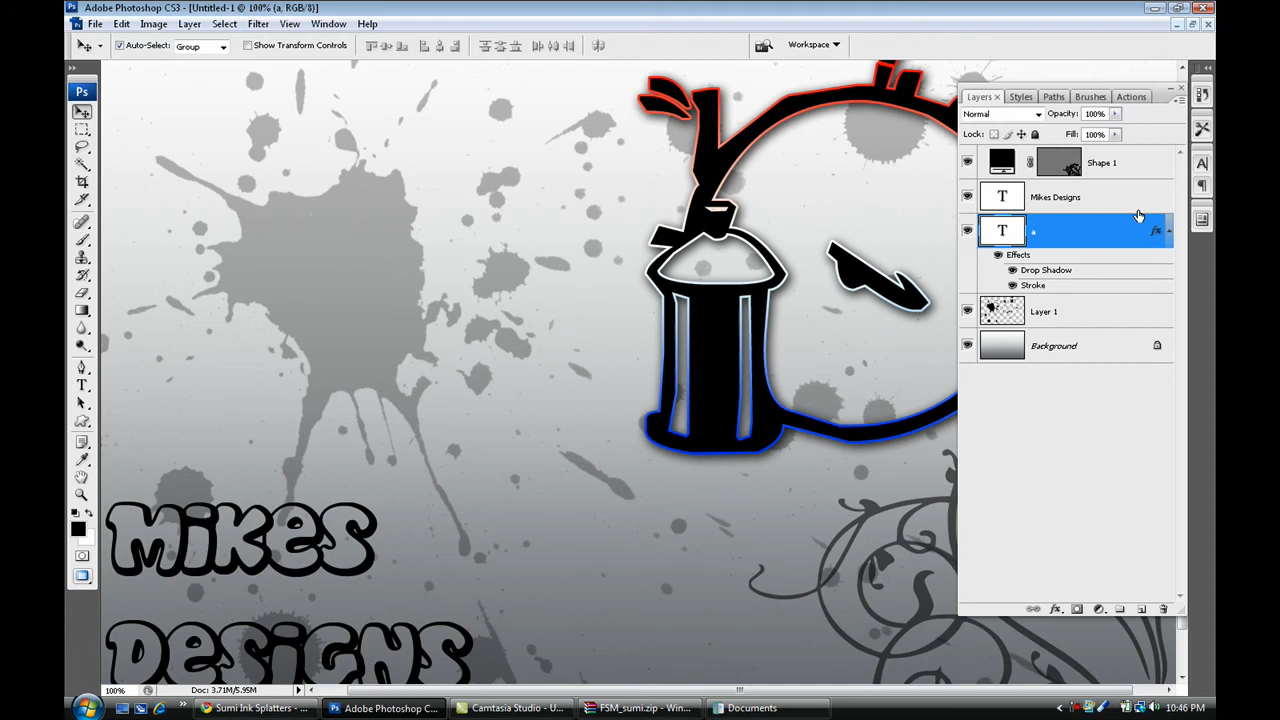 Adobe Photoshop CS3 - [Untitled-1 @ 100% (a, RGB/8)]
File Edit Image Layer Select Filter View Window Help
Auto-Select: Group Show Transform Controls Workspace
Ps
Layers Styles Paths Brushes Actions
Normal Opacity: 100%
Lock: Fill: 100%
Shape 1
T Mikes Designs
T a fx
Effects
Drop Shadow
Stroke
Layer 1
Background
Mikes
Designs
100% Doc: 3.71M/5.95M
Sumi Ink Splatters - ... Adobe Photoshop C... Camtasia Studio - U... FSM_sumi.zip - Win... Documents 10:46 PM